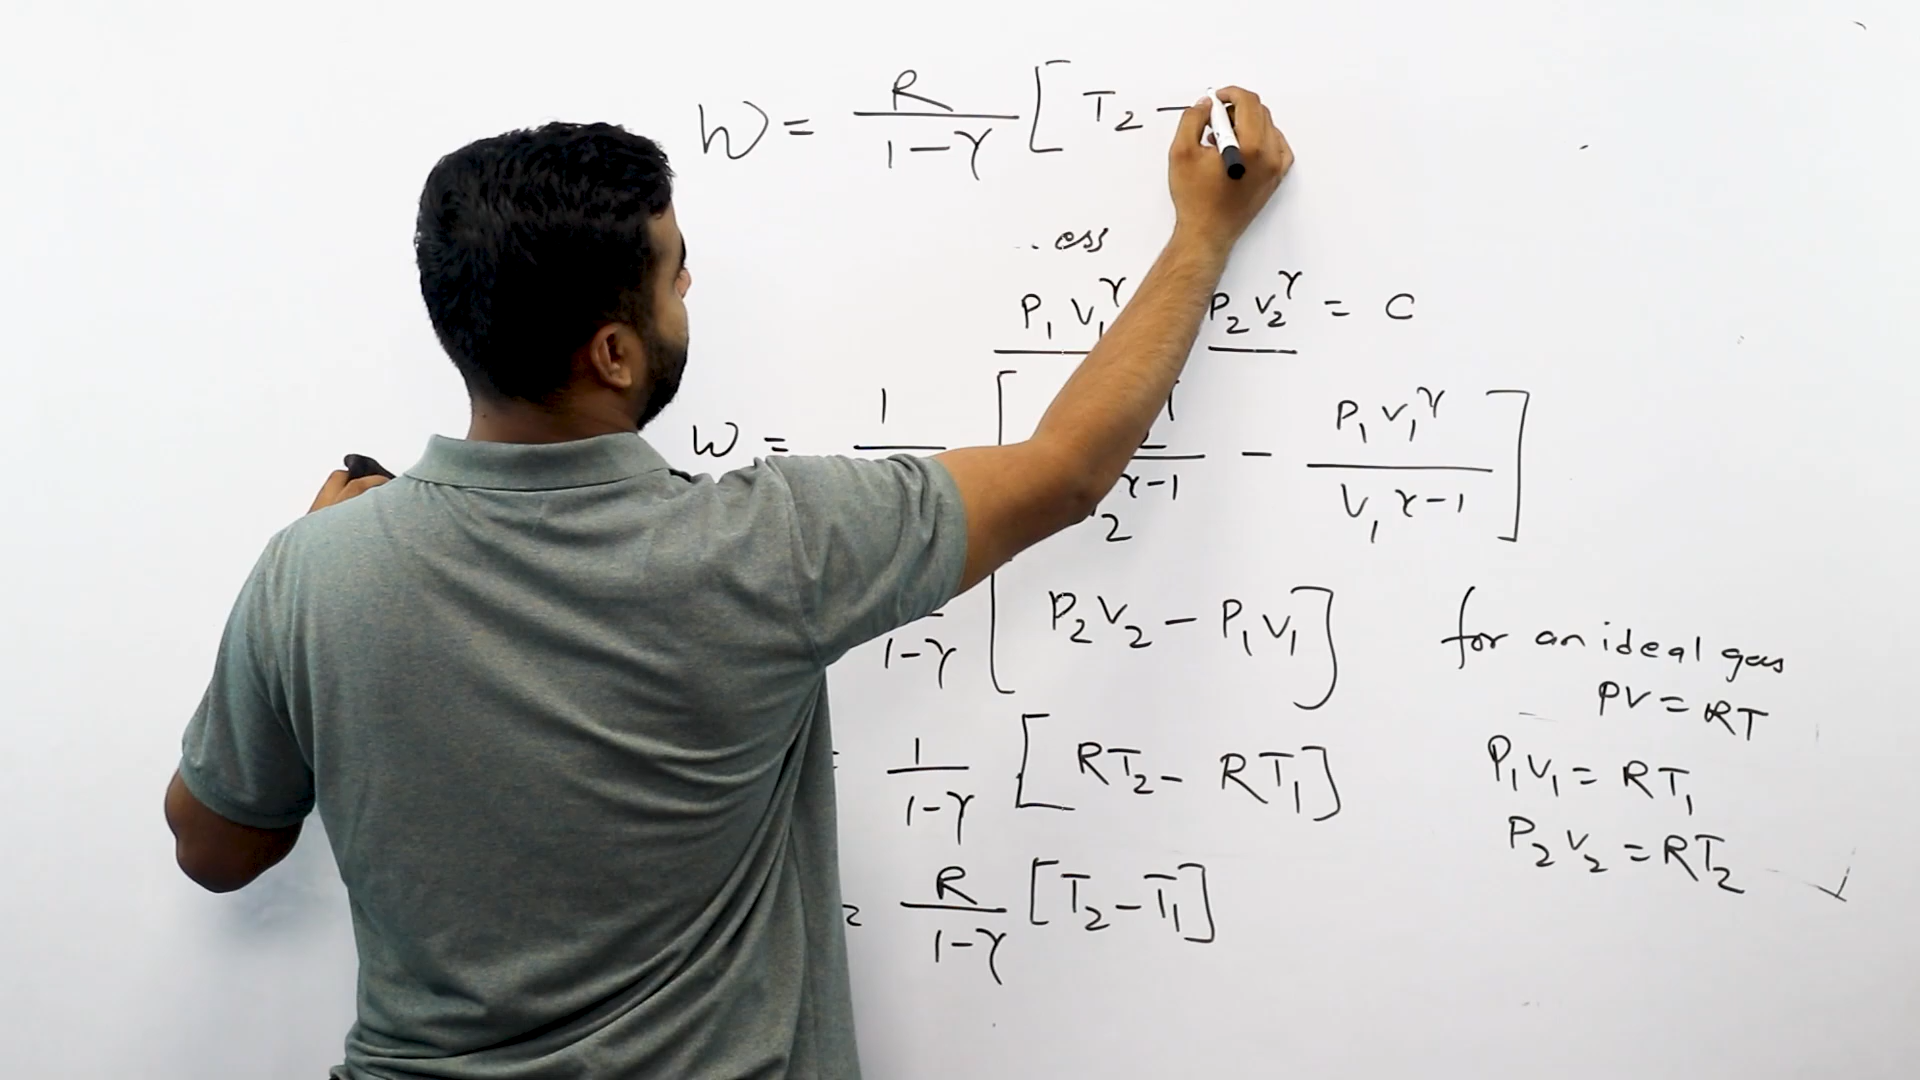 W = R / 1-γ [ T₂ -
ess
P₁V₁^γ P₂V₂^γ = C
W = 1 [ γ-1 2 - P₁V₁^γ / V₁^γ-1 ]
1-γ [ P₂V₂ - P₁V₁ ]
for an ideal gas
PV = RT
= 1 / 1-γ [ RT₂ - RT₁ ]
P₁V₁ = RT₁
P₂V₂ = RT₂
= R / 1-γ [ T₂ - T₁ ]